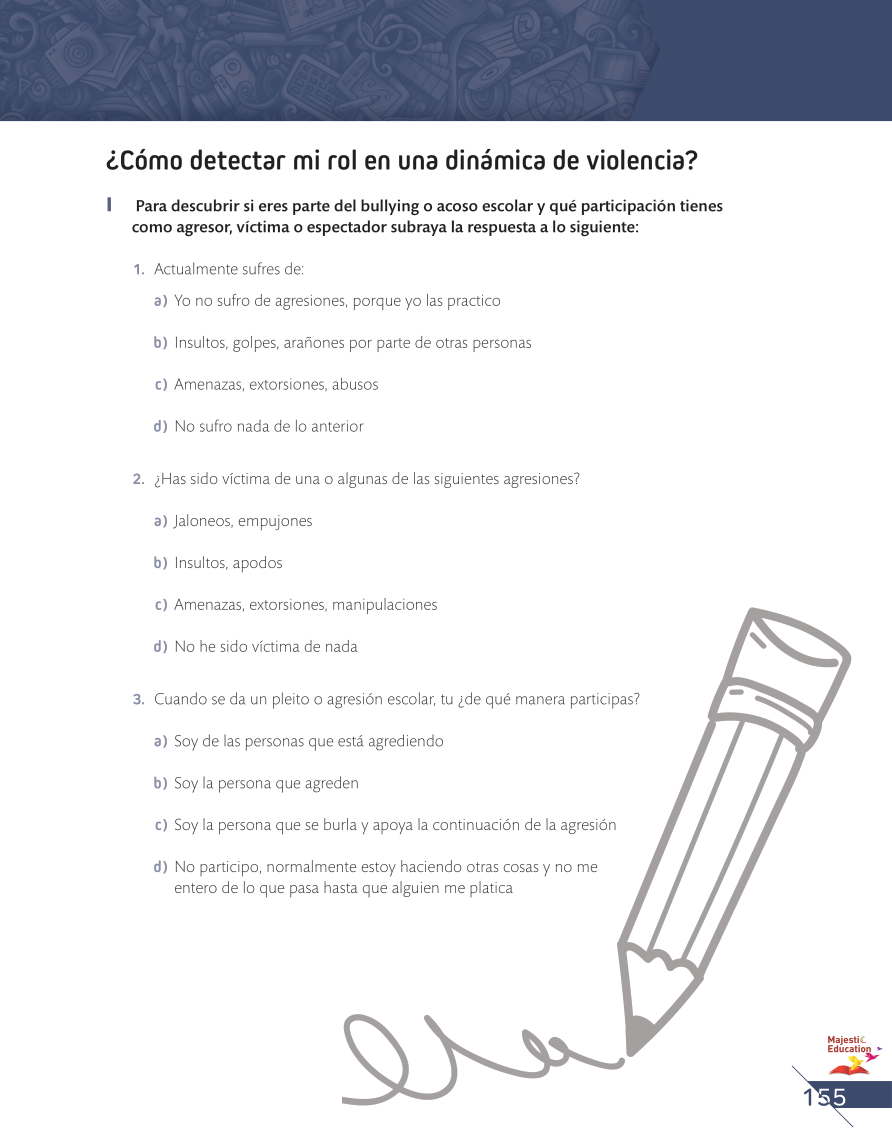 ¿Cómo detectar mi rol en una dinámica de violencia?
I Para descubrir si eres parte del bullying o acoso escolar y qué participación tienes
como agresor, víctima o espectador subraya la respuesta a lo siguiente:
1. Actualmente sufres de:
a) Yo no sufro de agresiones, porque yo las practico
b) Insultos, golpes, arañones por parte de otras personas
c) Amenazas, extorsiones, abusos
d) No sufro nada de lo anterior
2. ¿Has sido víctima de una o algunas de las siguientes agresiones?
a) Jaloneos, empujones
b) Insultos, apodos
c) Amenazas, extorsiones, manipulaciones
d) No he sido víctima de nada
3. Cuando se da un pleito o agresión escolar, tu ¿de qué manera participas?
a) Soy de las personas que está agrediendo
b) Soy la persona que agreden
c) Soy la persona que se burla y apoya la continuación de la agresión
d) No participo, normalmente estoy haciendo otras cosas y no me
entero de lo que pasa hasta que alguien me platica
Majestic
Education
155